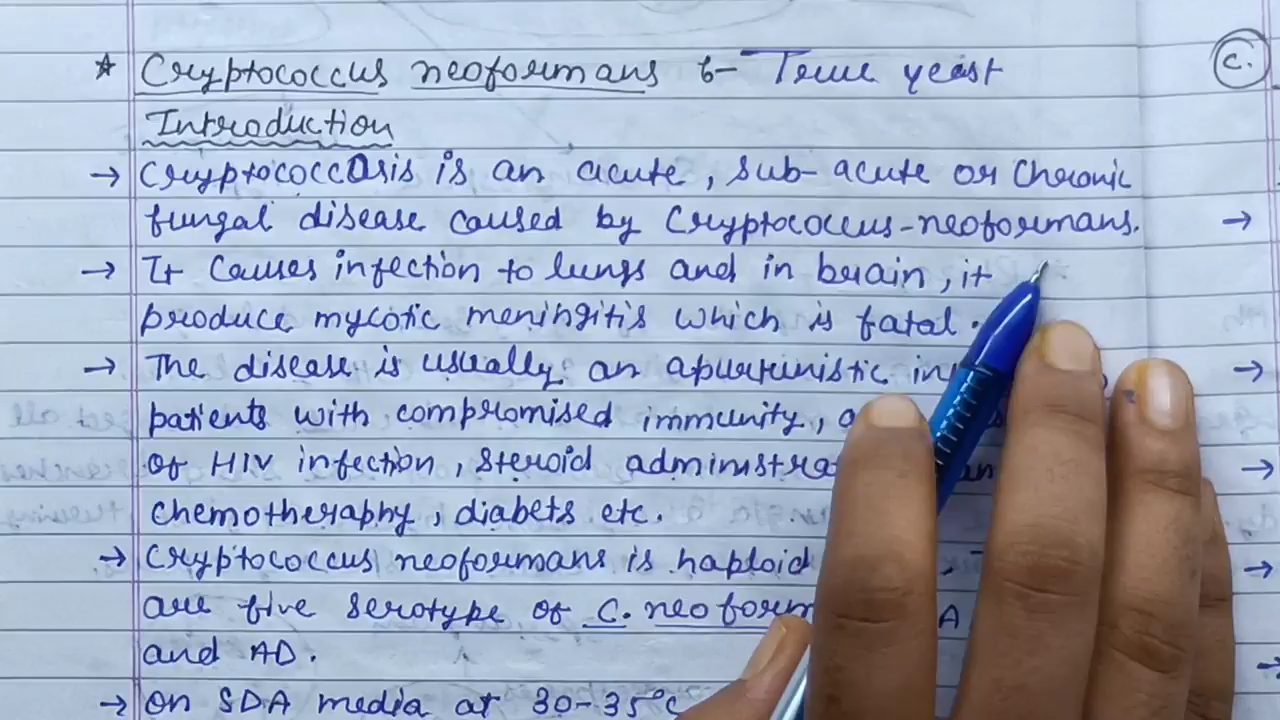 * Cryptococcus neoformans :- True yeast
C.
Introduction
→ Cryptococcosis is an acute, sub-acute or chronic
fungal disease caused by Cryptococcus-neoformans.
→ It causes infection to lungs and in brain, it
produce mycotic meningitis which is fatal.
→ The disease is usually an apurtunistic in
patients with compromised immunity,
of HIV infection, steroid administra
chemotheraphy, diabets etc.
→ Cryptococcus neoformans is haploid
are five serotype of C. neoform A
and AD.
→ On SDA media at 30-35°C